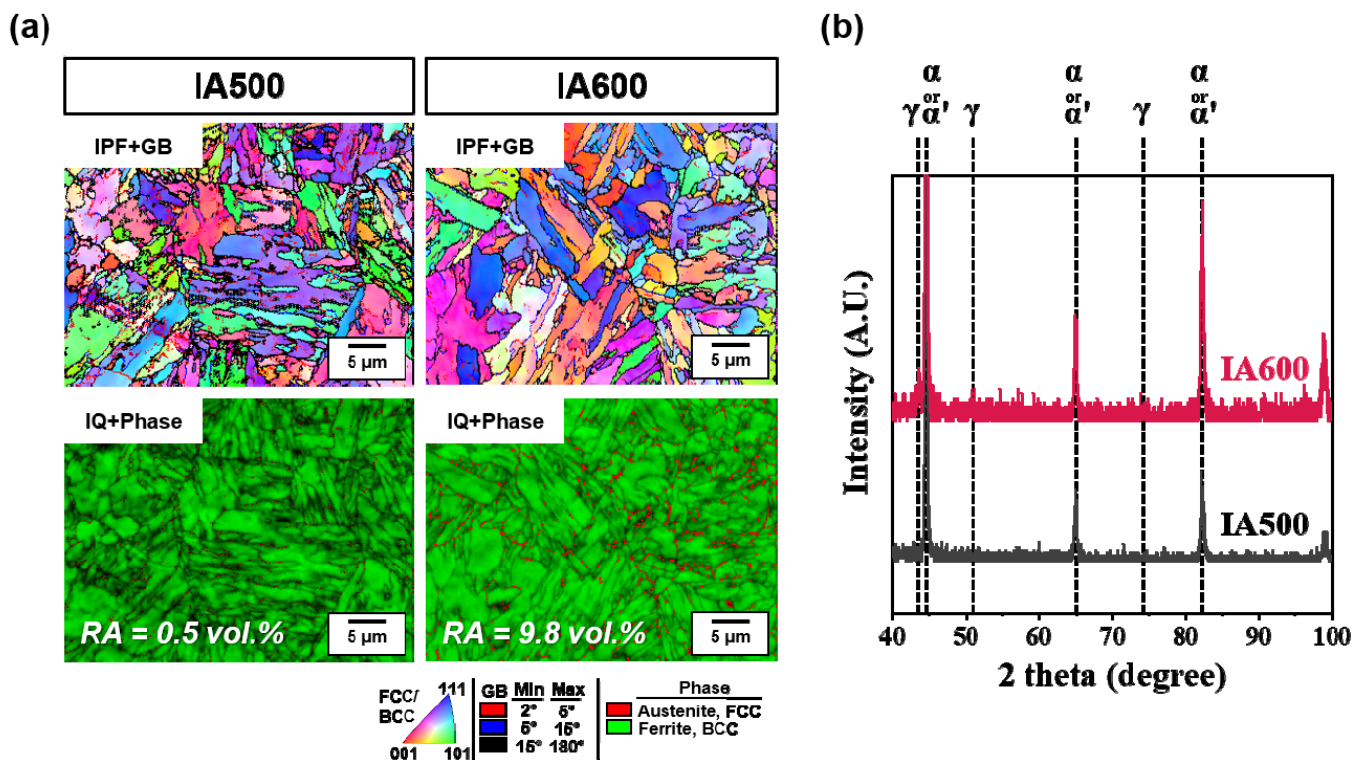 (a)
IA500
IA600
IPF+GB
IPF+GB
5 µm
5 µm
IQ+Phase
IQ+Phase
RA = 0.5 vol.%
5 µm
RA = 9.8 vol.%
5 µm
FCC/
BCC
111
001
101
GB Min Max
2° 5°
5° 15°
15° 180°
Phase
Austenite, FCC
Ferrite, BCC
(b)
γ
α
or
α'
γ
α
or
α'
γ
α
or
α'
Intensity (A.U.)
IA600
IA500
40 50 60 70 80 90 100
2 theta (degree)